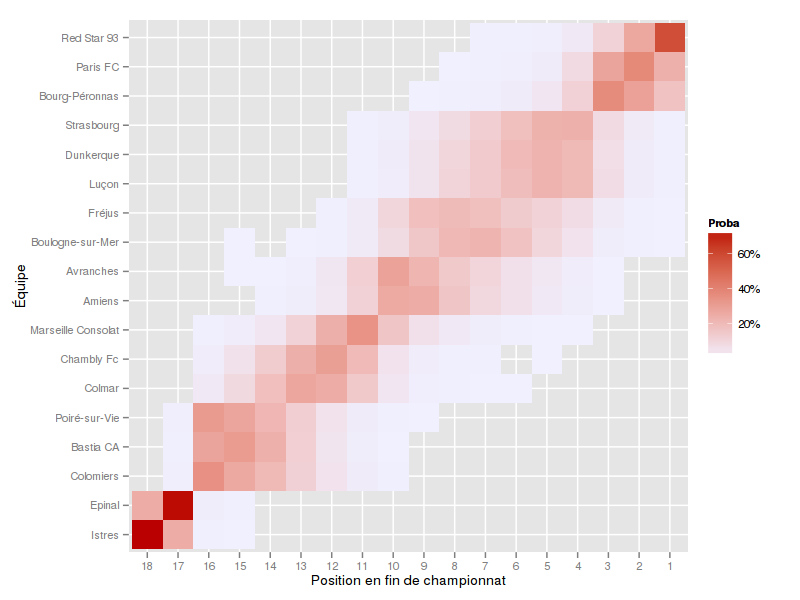 Red Star 93
Paris FC
Bourg-Péronnas
Strasbourg
Dunkerque
Luçon
Fréjus
Boulogne-sur-Mer
Avranches
Amiens
Marseille Consolat
Chambly Fc
Colmar
Poiré-sur-Vie
Bastia CA
Colomiers
Epinal
Istres
Équipe
18 17 16 15 14 13 12 11 10 9 8 7 6 5 4 3 2 1
Position en fin de championnat
Proba
60%
40%
20%